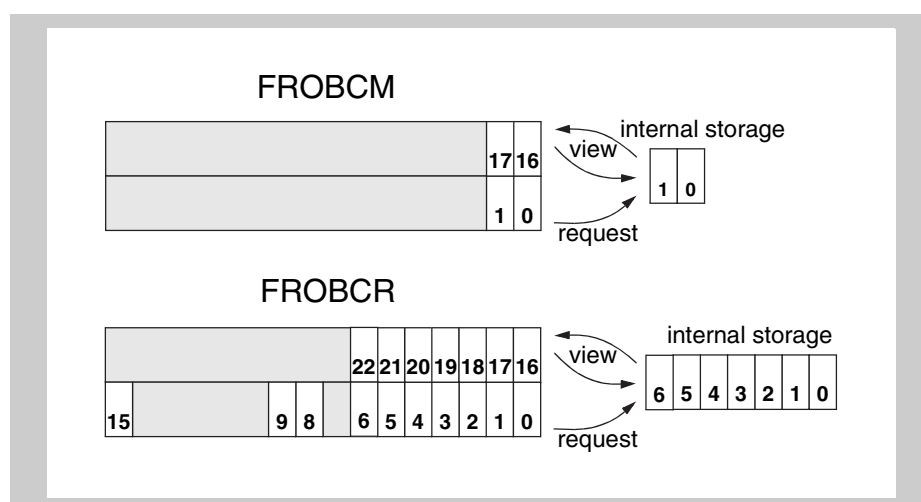 FROBCM
internal storage
view
17 16
1 0
1 0
request
FROBCR
internal storage
view
22 21 20 19 18 17 16
6 5 4 3 2 1 0
15 9 8 6 5 4 3 2 1 0
request